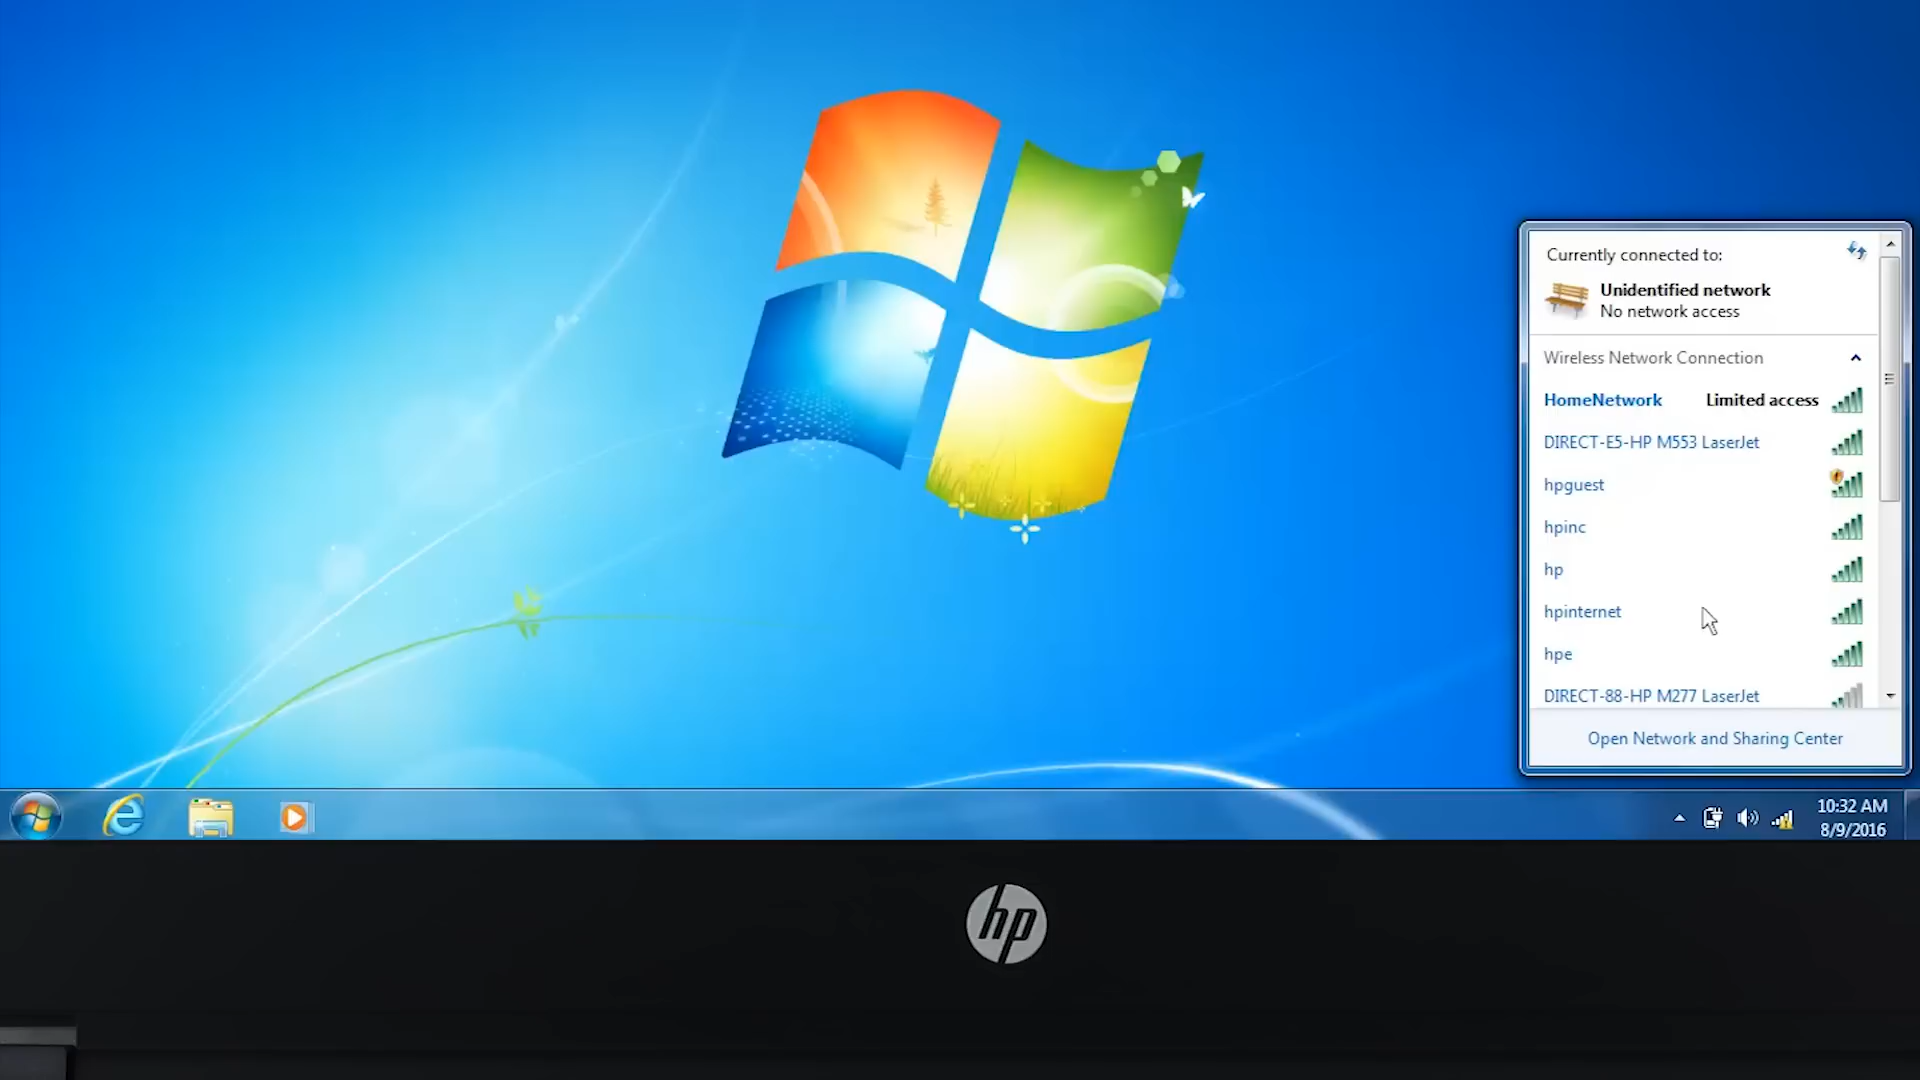 Currently connected to:
Unidentified network
No network access
Wireless Network Connection
HomeNetwork Limited access
DIRECT-E5-HP M553 LaserJet
hpguest
hpinc
hp
hpinternet
hpe
DIRECT-88-HP M277 LaserJet
Open Network and Sharing Center
10:32 AM
8/9/2016
hp